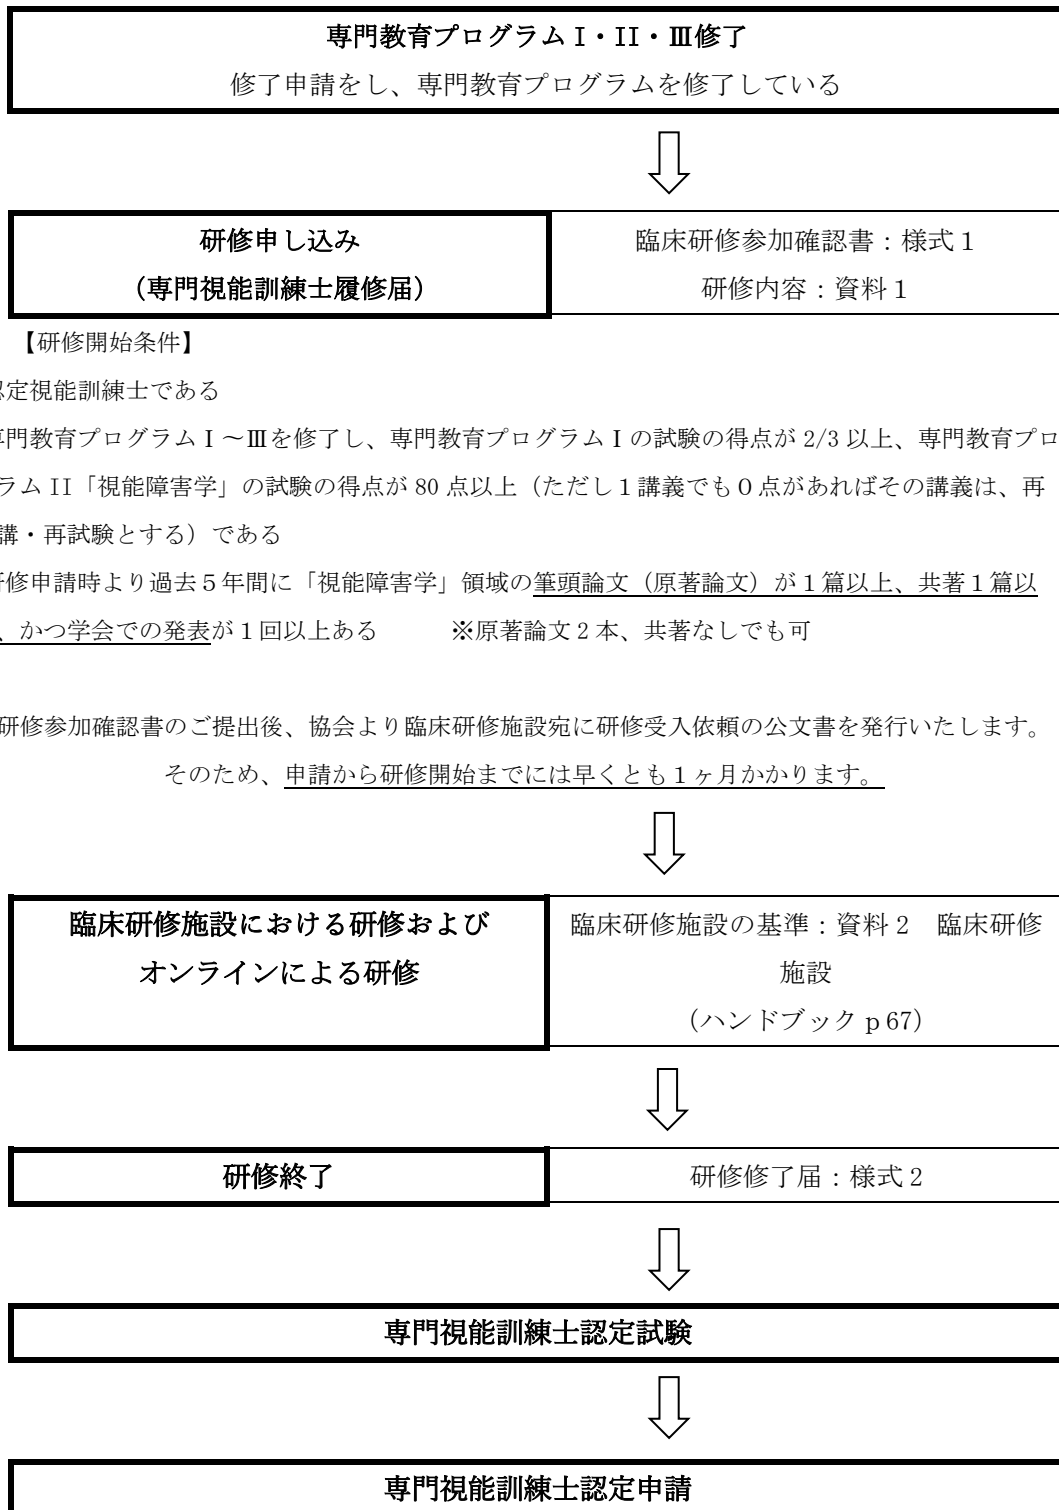 専門教育プログラム I・II・Ⅲ修了
修了申請をし、専門教育プログラムを修了している
研修申し込み
（専門視能訓練士履修届）
臨床研修参加確認書：様式 1
研修内容：資料 1
【研修開始条件】
定視能訓練士である
専門教育プログラム I～Ⅲを修了し、専門教育プログラム I の試験の得点が 2/3 以上、専門教育プロ
ラム II「視能障害学」の試験の得点が 80 点以上（ただし１講義でも０点があればその講義は、再
講・再試験とする）である
研修申請時より過去５年間に「視能障害学」領域の筆頭論文（原著論文）が１篇以上、共著１篇以
、かつ学会での発表が１回以上ある　　※原著論文 2 本、共著なしでも可
研修参加確認書のご提出後、協会より臨床研修施設宛に研修受入依頼の公文書を発行いたします。
そのため、申請から研修開始までには早くとも１ヶ月かかります。
臨床研修施設における研修および
オンラインによる研修
臨床研修施設の基準：資料 2　臨床研修
施設
（ハンドブック p 67）
研修終了
研修修了届：様式 2
専門視能訓練士認定試験
専門視能訓練士認定申請